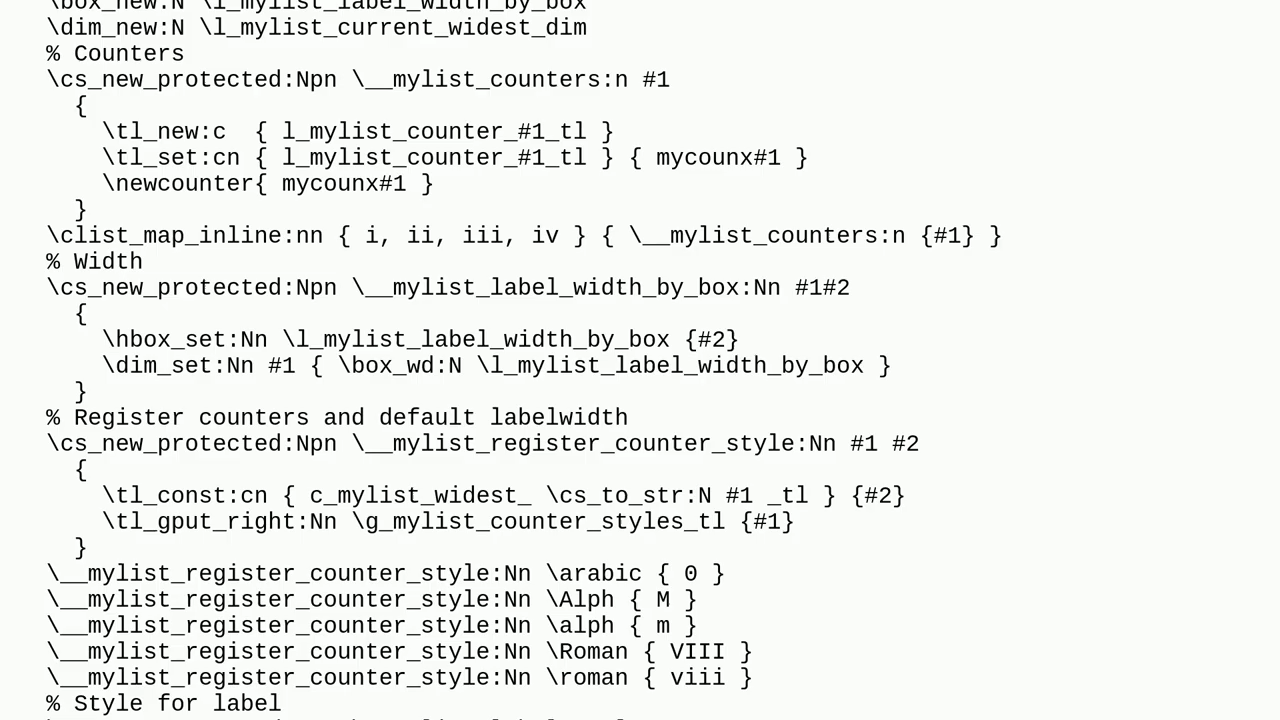 \box_new:N \l_mylist_label_width_by_box
\dim_new:N \l_mylist_current_widest_dim
% Counters
\cs_new_protected:Npn \__mylist_counters:n #1
  {
    \tl_new:c  { l_mylist_counter_#1_tl }
    \tl_set:cn { l_mylist_counter_#1_tl } { mycounx#1 }
    \newcounter{ mycounx#1 }
  }
\clist_map_inline:nn { i, ii, iii, iv } { \__mylist_counters:n {#1} }
% Width
\cs_new_protected:Npn \__mylist_label_width_by_box:Nn #1#2
  {
    \hbox_set:Nn \l_mylist_label_width_by_box {#2}
    \dim_set:Nn #1 { \box_wd:N \l_mylist_label_width_by_box }
  }
% Register counters and default labelwidth
\cs_new_protected:Npn \__mylist_register_counter_style:Nn #1 #2
  {
    \tl_const:cn { c_mylist_widest_ \cs_to_str:N #1 _tl } {#2}
    \tl_gput_right:Nn \g_mylist_counter_styles_tl {#1}
  }
\__mylist_register_counter_style:Nn \arabic { 0 }
\__mylist_register_counter_style:Nn \Alph { M }
\__mylist_register_counter_style:Nn \alph { m }
\__mylist_register_counter_style:Nn \Roman { VIII }
\__mylist_register_counter_style:Nn \roman { viii }
% Style for label